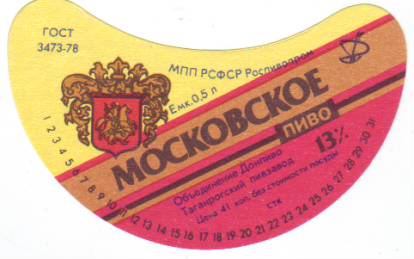 ГОСТ
3473-78
МПП РСФСР Роспивопром
Емк. 0,5 л
МОСКОВСКОЕ
ПИВО
13%
Объединение Донпиво
Таганрогский пивзавод
Цена 41 коп. без стоимости посуды
СТК
1 2 3 4 5 6 7 8 9 10 11 12 13 14 15 16 17 18 19 20 21 22 23 24 25 26 27 28 29 30 31